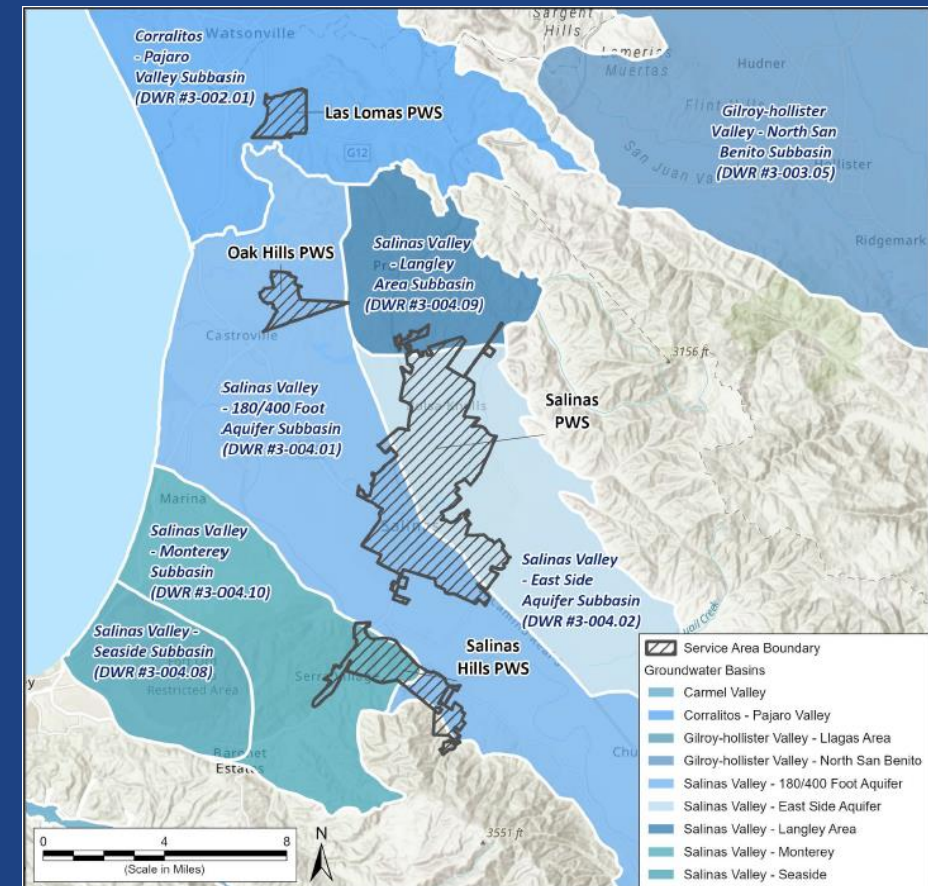 Corralitos
- Pajaro
Valley Subbasin
(DWR #3-002.01)
Watsonville
Sargent
Hills
Lomerias
Muertas
Hudner
Flint Hills
Las Lomas PWS
G12
Gilroy-hollister
Valley - North San
Benito Subbasin
(DWR #3-003.05)
San Juan
Ridgemark
Oak Hills PWS
Salinas Valley
- Langley
Area Subbasin
(DWR #3-004.09)
Castroville
3156 ft
Salinas Valley
- 180/400 Foot
Aquifer Subbasin
(DWR #3-004.01)
Salinas
PWS
Marina
Salinas
Salinas Valley
- Monterey
Subbasin
(DWR #3-004.10)
Salinas Valley
- East Side
Aquifer Subbasin
(DWR #3-004.02)
Salinas Valley -
Seaside Subbasin
(DWR #3-004.08)
Restricted Area
Salinas
Hills PWS
Estates
3551 ft
0 4 8
(Scale in Miles)
N
Service Area Boundary
Groundwater Basins
Carmel Valley
Corralitos - Pajaro Valley
Gilroy-hollister Valley - Llagas Area
Gilroy-hollister Valley - North San Benito
Salinas Valley - 180/400 Foot Aquifer
Salinas Valley - East Side Aquifer
Salinas Valley - Langley Area
Salinas Valley - Monterey
Salinas Valley - Seaside